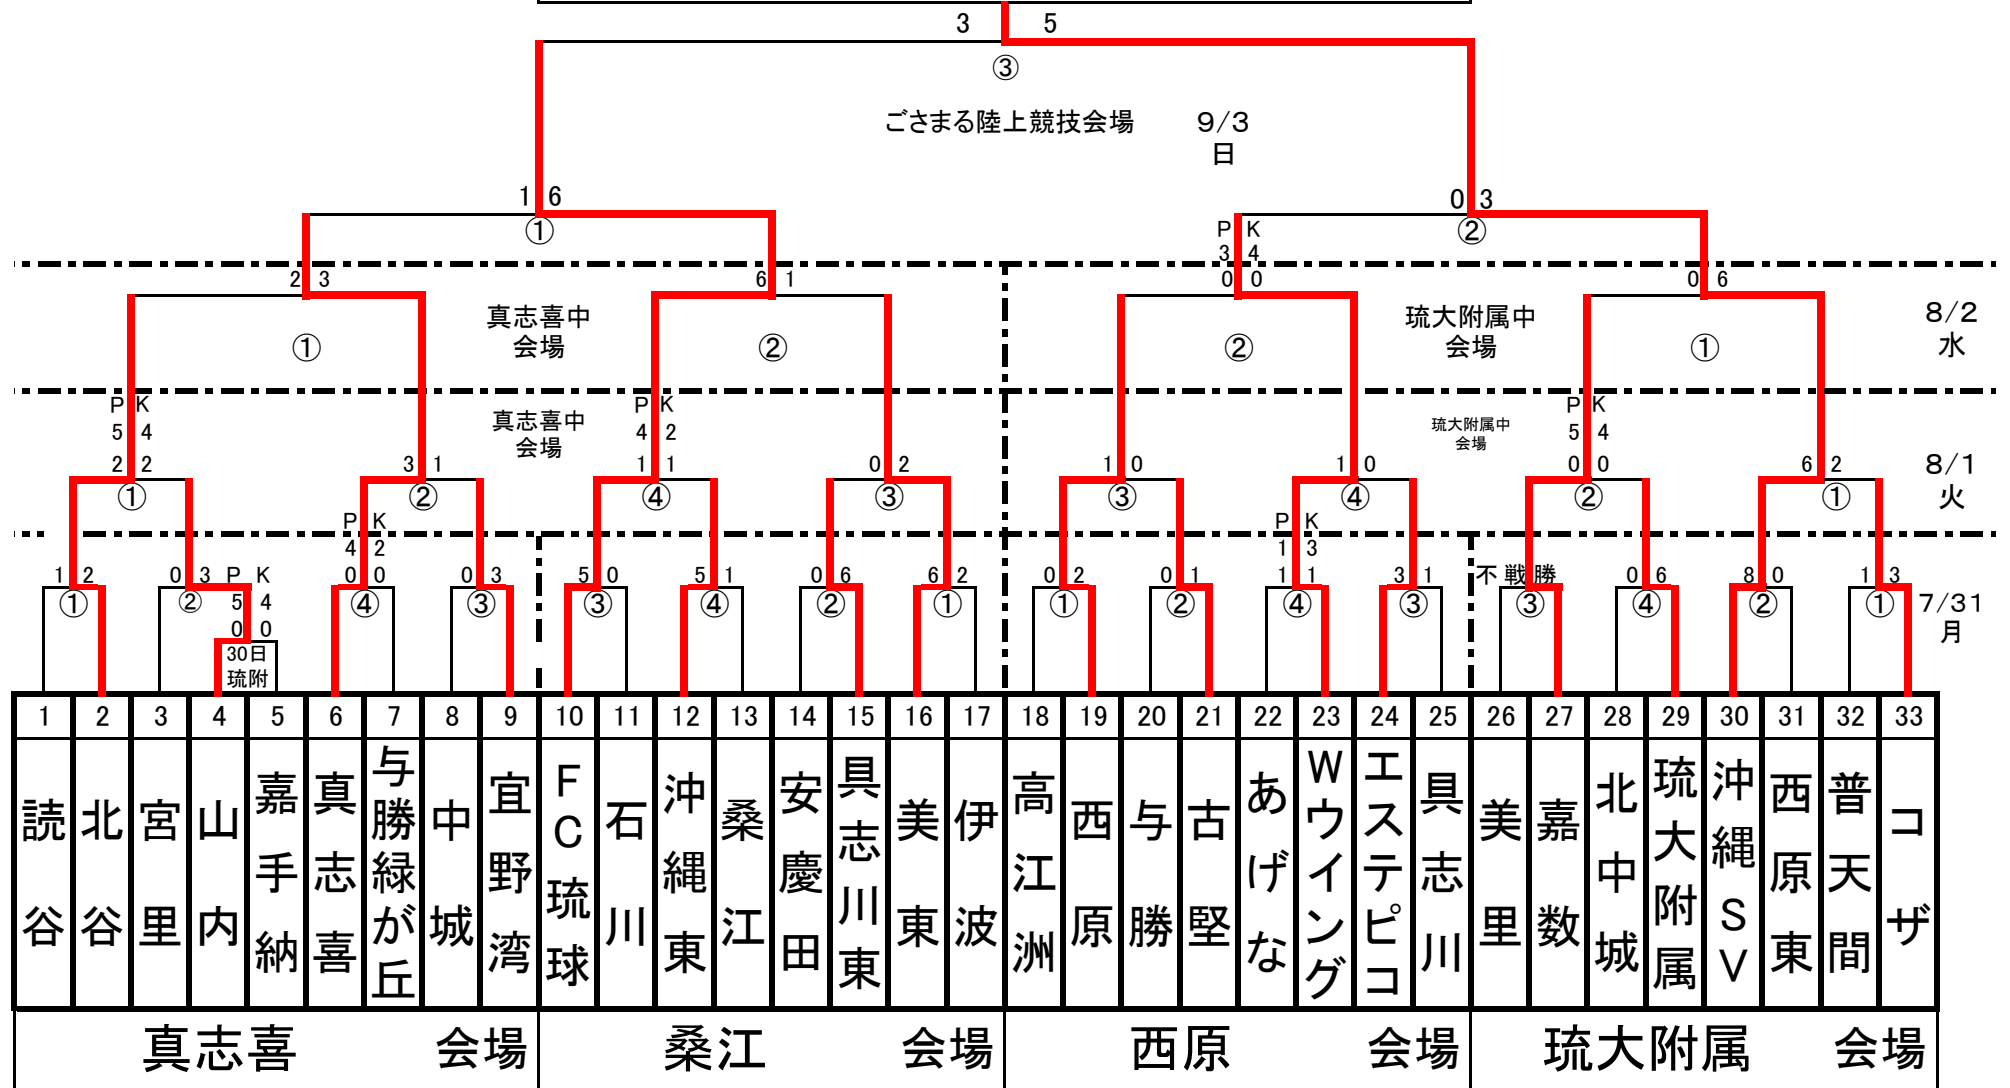 3 5
③
ごさまる陸上競技会場 9/3
日
1 6 0 3
① ②
P K
3 4
2 3 6 1 0 0 0 6
真志喜中 琉大附属中 8/2
会場 会場 水
① ② ② ①
P K P K P K
真志喜中 琉大附属中
5 4 4 2 5 4
会場 会場
2 2 3 1 1 1 0 2 1 0 1 0 0 0 6 2 8/1
① ② ④ ③ ③ ④ ② ① 火
P K P K
4 2 1 3
1 2 0 3 P K 0 0 0 3 5 0 5 1 0 6 6 2 0 2 0 1 1 1 3 1 不戦勝 0 6 8 0 1 3
① ② 5 4 ④ ③ ③ ④ ② ① ① ② ④ ③ ③ ④ ② ① 7/31
0 0 月
30日
琉附
1 2 3 4 5 6 7 8 9 10 11 12 13 14 15 16 17 18 19 20 21 22 23 24 25 26 27 28 29 30 31 32 33
読谷
北谷
宮里
山内
嘉手納
真志喜
与勝緑が丘
中城
宜野湾
FC琉球
石川
沖縄東
桑江
安慶田
具志川東
美東
伊波
高江洲
西原
与勝
古堅
あげな
Wウイング
エステピコ
具志川
美里
嘉数
北中城
琉大附属
沖縄SV
西原東
普天間
コザ
真志喜 会場 桑江 会場 西原 会場 琉大附属 会場